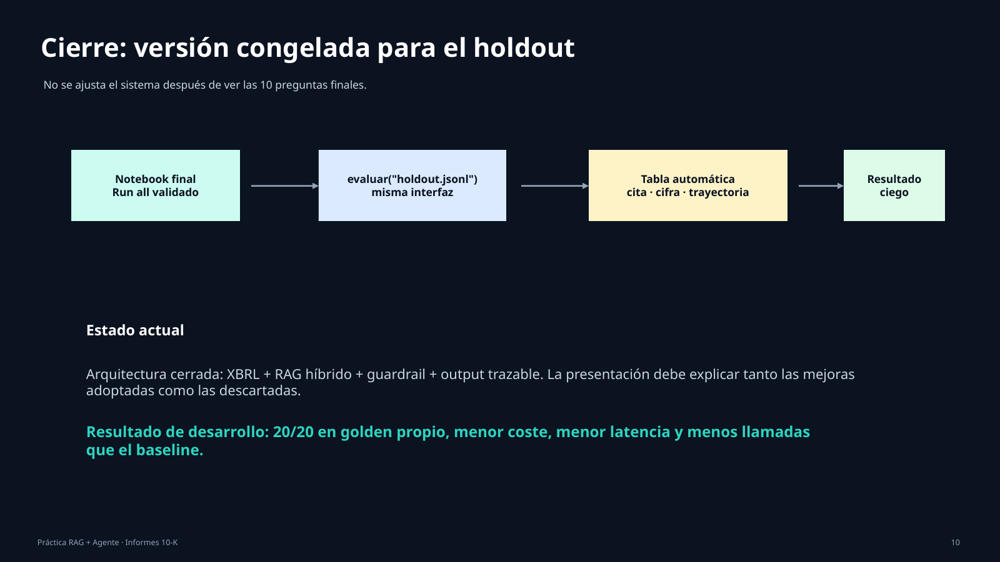 Cierre: versión congelada para el holdout
No se ajusta el sistema después de ver las 10 preguntas finales.
Notebook final
Run all validado
evaluar("holdout.jsonl")
misma interfaz
Tabla automática
cita · cifra · trayectoria
Resultado
ciego
Estado actual
Arquitectura cerrada: XBRL + RAG híbrido + guardrail + output trazable. La presentación debe explicar tanto las mejoras
adoptadas como las descartadas.
Resultado de desarrollo: 20/20 en golden propio, menor coste, menor latencia y menos llamadas
que el baseline.
Práctica RAG + Agente · Informes 10-K
10